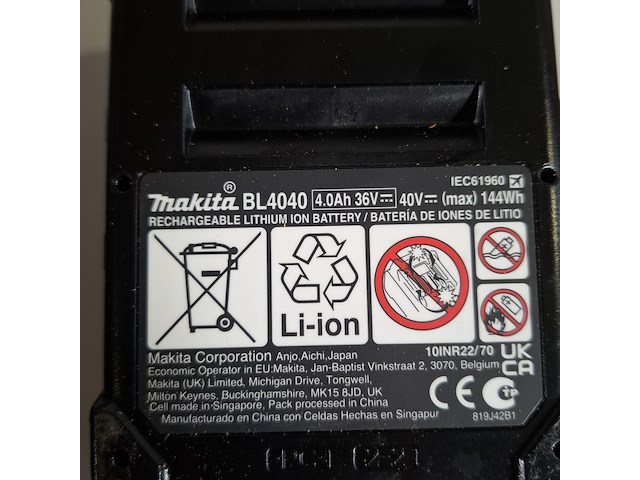 IEC61960
makita® BL4040 4.0Ah 36V 40V (max) 144Wh
RECHARGEABLE LITHIUM ION BATTERY / BATERÍA DE IONES DE LITIO
Li-ion
Makita Corporation Anjo,Aichi,Japan 10INR22/70 UK CA
Economic Operator in EU:Makita, Jan-Baptist Vinkstraat 2, 3070, Belgium
Makita (UK) Limited, Michigan Drive, Tongwell,
Milton Keynes, Buckinghamshire, MK15 8JD, UK
Cell made in Singapore, Pack processed in China
Manufacturado en China con Celdas Hechas en Singapur
CE
819J42B1